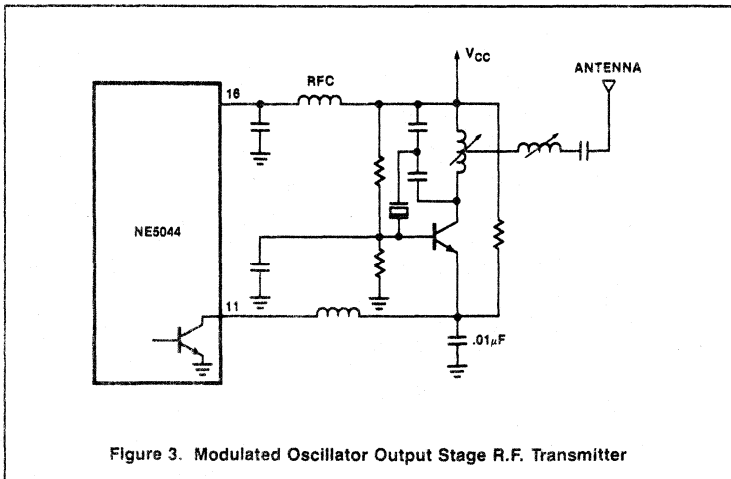 VCC
ANTENNA
RFC
16
NE5044
11
.01µF
Figure 3. Modulated Oscillator Output Stage R.F. Transmitter